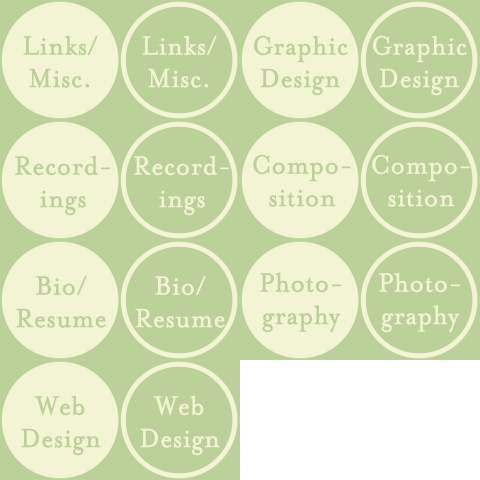 Links/
Misc.
Links/
Misc.
Graphic
Design
Graphic
Design
Record-
ings
Record-
ings
Compo-
sition
Compo-
sition
Bio/
Resume
Bio/
Resume
Photo-
graphy
Photo-
graphy
Web
Design
Web
Design